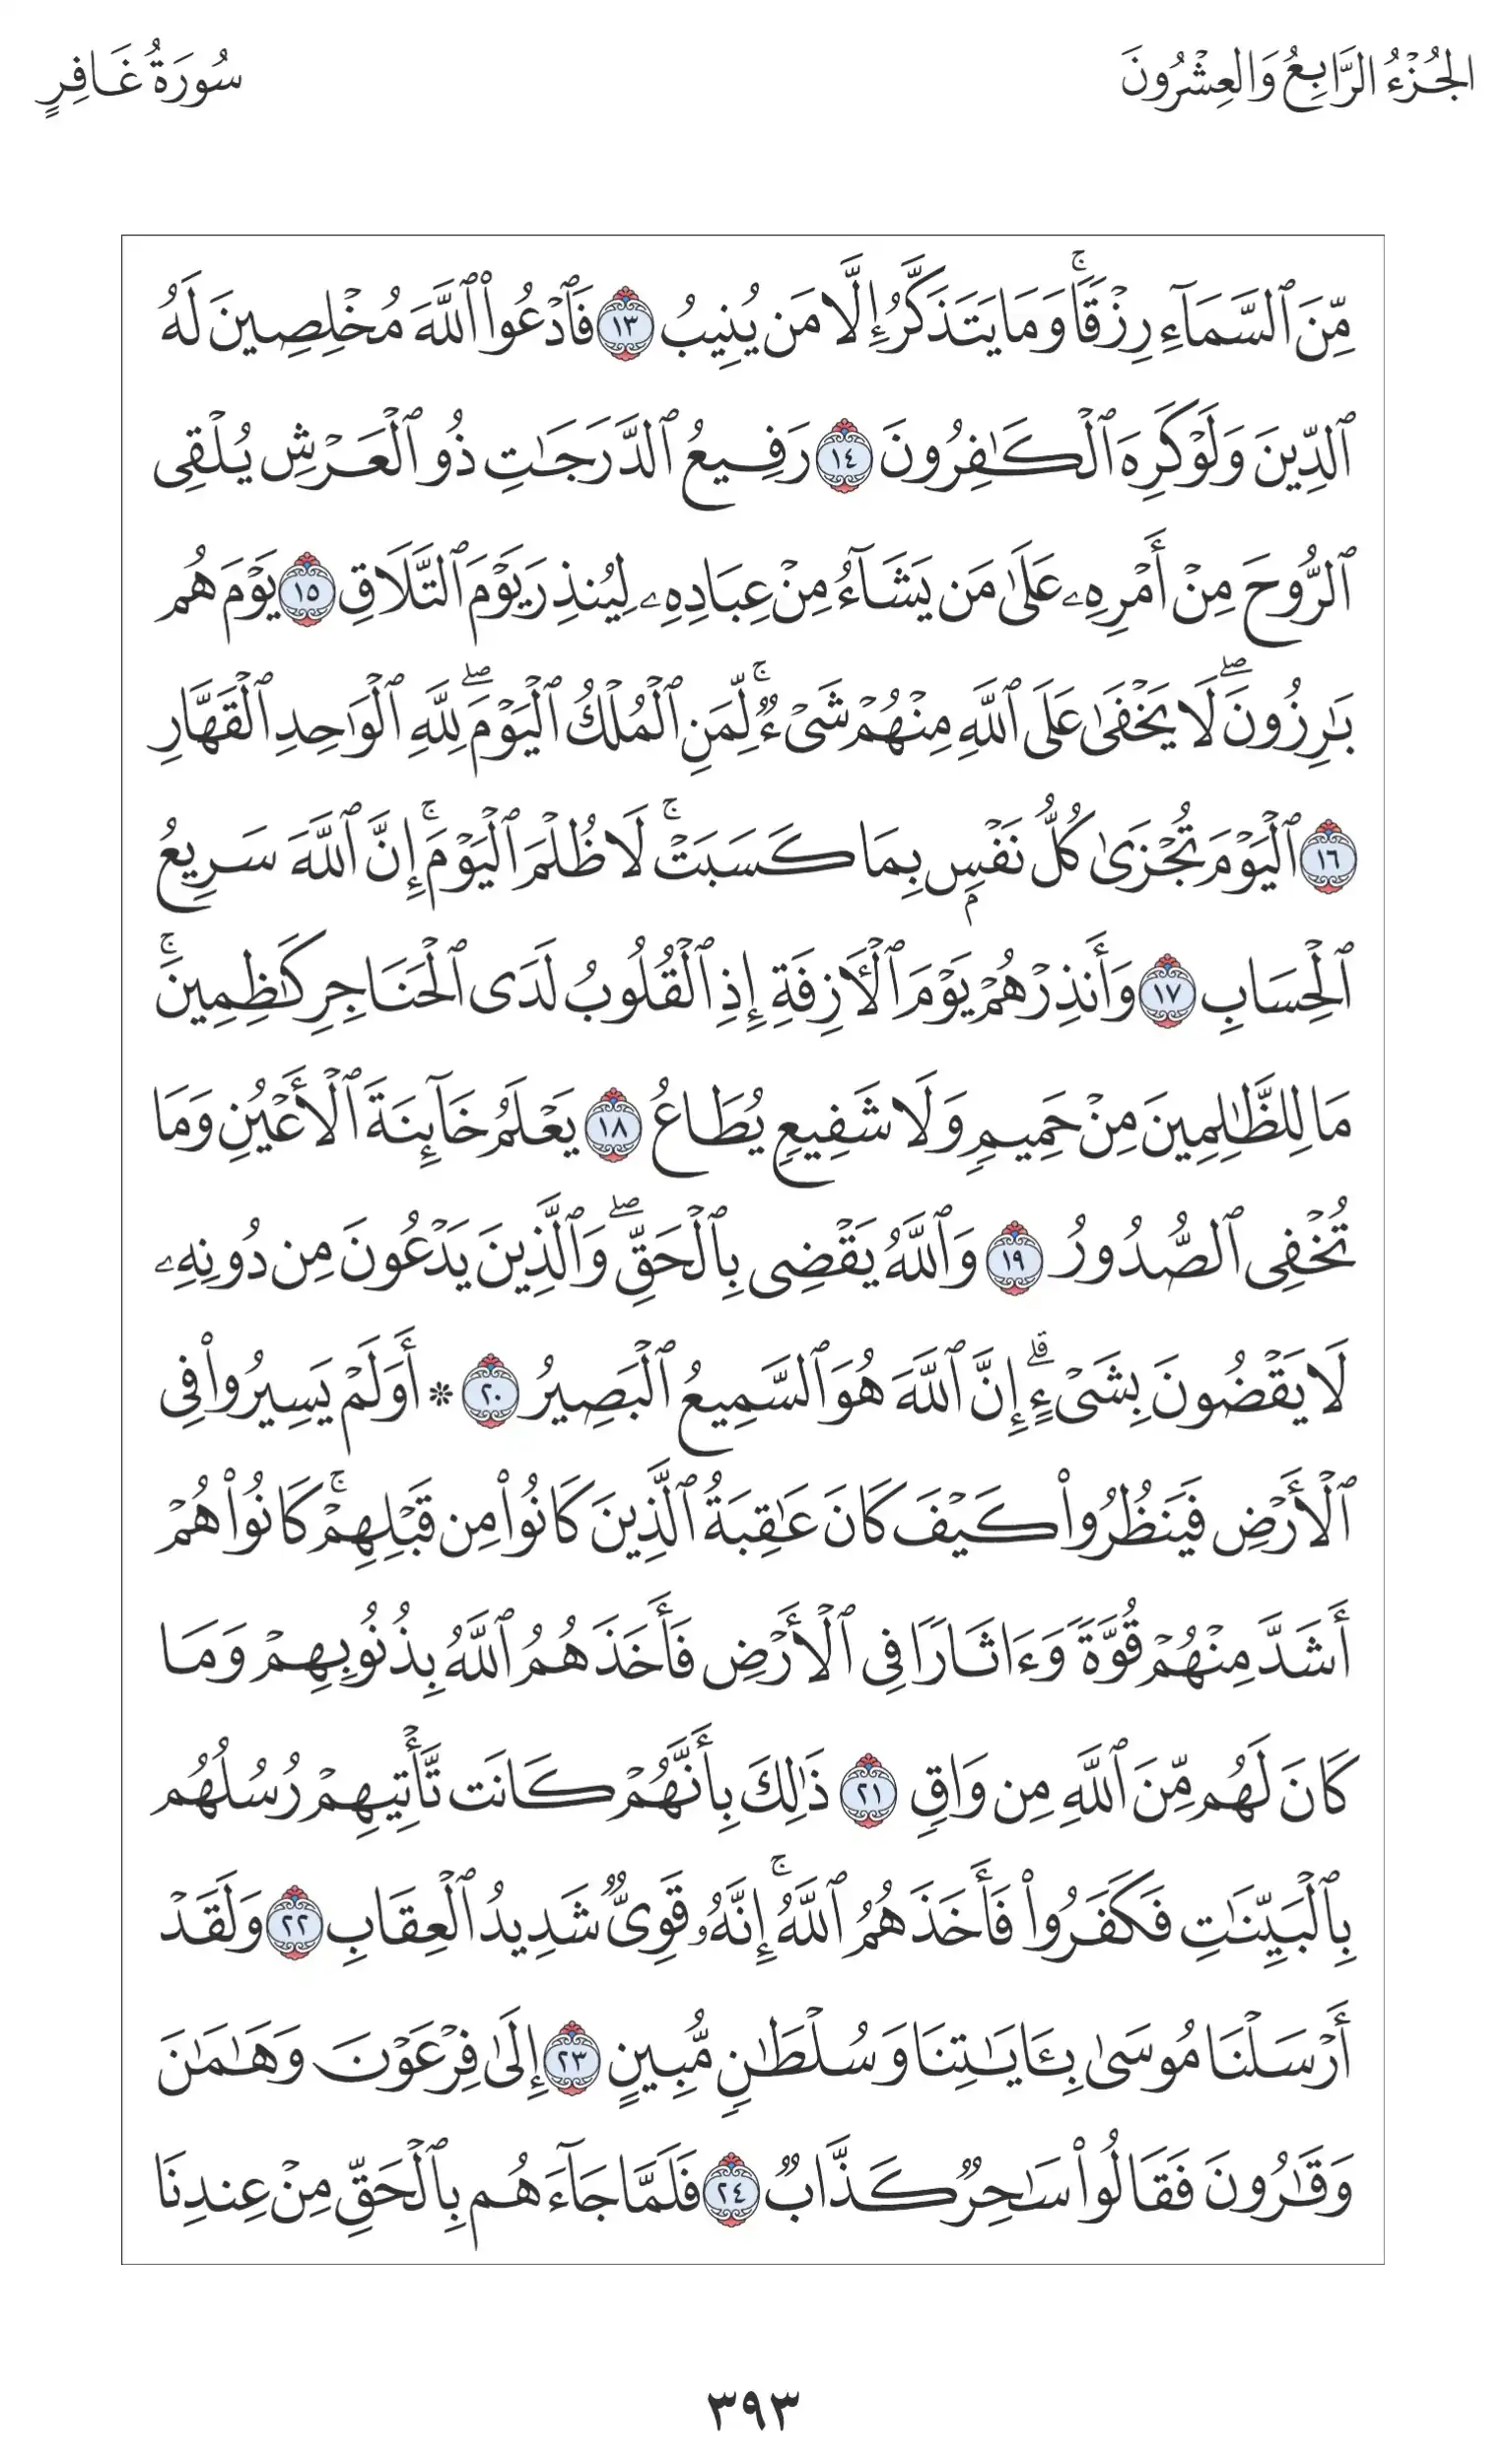 الجُزْءُ الرَّابِعُ وَالعِشْرُونَ
سُورَةُ غَافِرٍ
مِّنَ ٱلسَّمَآءِ رِزْقًاۚ وَمَا يَتَذَكَّرُ إِلَّا مَن يُنِيبُ ١٣ فَٱدْعُوا۟ ٱللَّهَ مُخْلِصِينَ لَهُ
ٱلدِّينَ وَلَوْ كَرِهَ ٱلْكَـٰفِرُونَ ١٤ رَفِيعُ ٱلدَّرَجَـٰتِ ذُو ٱلْعَرْشِ يُلْقِى
ٱلرُّوحَ مِنْ أَمْرِهِۦ عَلَىٰ مَن يَشَآءُ مِنْ عِبَادِهِۦ لِيُنذِرَ يَوْمَ ٱلتَّلَاقِ ١٥ يَوْمَ هُم
بَـٰرِزُونَۖ لَا يَخْفَىٰ عَلَى ٱللَّهِ مِنْهُمْ شَىْءٌۚ لِّمَنِ ٱلْمُلْكُ ٱلْيَوْمَۖ لِلَّهِ ٱلْوَٰحِدِ ٱلْقَهَّارِ
١٦ ٱلْيَوْمَ تُجْزَىٰ كُلُّ نَفْسٍۭ بِمَا كَسَبَتْۚ لَا ظُلْمَ ٱلْيَوْمَۚ إِنَّ ٱللَّهَ سَرِيعُ
ٱلْحِسَابِ ١٧ وَأَنذِرْهُمْ يَوْمَ ٱلْـَٔازِفَةِ إِذِ ٱلْقُلُوبُ لَدَى ٱلْحَنَاجِرِ كَـٰظِمِينَۚ
مَا لِلظَّـٰلِمِينَ مِنْ حَمِيمٍ وَلَا شَفِيعٍ يُطَاعُ ١٨ يَعْلَمُ خَآئِنَةَ ٱلْأَعْيُنِ وَمَا
تُخْفِى ٱلصُّدُورُ ١٩ وَٱللَّهُ يَقْضِى بِٱلْحَقِّۖ وَٱلَّذِينَ يَدْعُونَ مِن دُونِهِۦ
لَا يَقْضُونَ بِشَىْءٍۗ إِنَّ ٱللَّهَ هُوَ ٱلسَّمِيعُ ٱلْبَصِيرُ ٢٠ * أَوَلَمْ يَسِيرُوا۟ فِى
ٱلْأَرْضِ فَيَنظُرُوا۟ كَيْفَ كَانَ عَـٰقِبَةُ ٱلَّذِينَ كَانُوا۟ مِن قَبْلِهِمْۚ كَانُوا۟ هُمْ
أَشَدَّ مِنْهُمْ قُوَّةً وَءَاثَارًا فِى ٱلْأَرْضِ فَأَخَذَهُمُ ٱللَّهُ بِذُنُوبِهِمْ وَمَا
كَانَ لَهُم مِّنَ ٱللَّهِ مِن وَاقٍ ٢١ ذَٰلِكَ بِأَنَّهُمْ كَانَت تَّأْتِيهِمْ رُسُلُهُم
بِٱلْبَيِّنَـٰتِ فَكَفَرُوا۟ فَأَخَذَهُمُ ٱللَّهُۚ إِنَّهُۥ قَوِىٌّ شَدِيدُ ٱلْعِقَابِ ٢٢ وَلَقَدْ
أَرْسَلْنَا مُوسَىٰ بِـَٔايَـٰتِنَا وَسُلْطَـٰنٍ مُّبِينٍ ٢٣ إِلَىٰ فِرْعَوْنَ وَهَـٰمَـٰنَ
وَقَـٰرُونَ فَقَالُوا۟ سَـٰحِرٌ كَذَّابٌ ٢٤ فَلَمَّا جَآءَهُم بِٱلْحَقِّ مِنْ عِندِنَا
٣٩٣